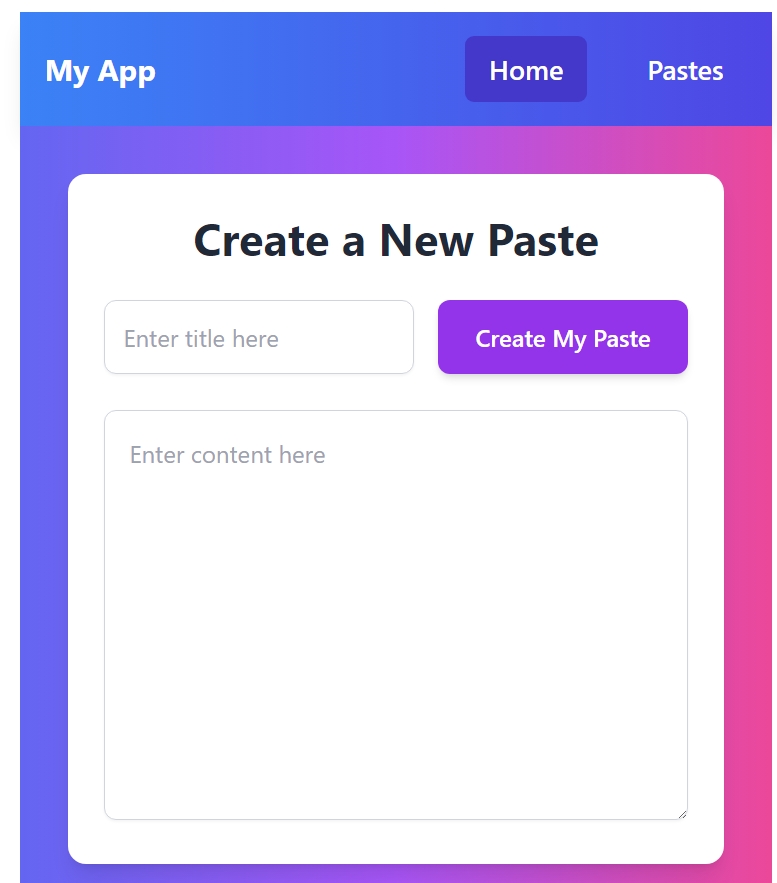 My App
Home
Pastes
Create a New Paste
Enter title here
Create My Paste
Enter content here